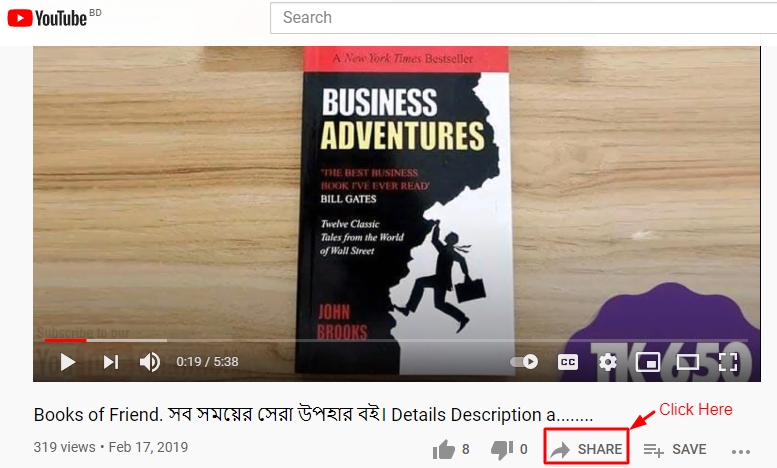 YouTube BD
Search
A New York Times Bestseller
BUSINESS
ADVENTURES
'THE BEST BUSINESS
BOOK I'VE EVER READ'
BILL GATES
Twelve Classic
Tales from the World
of Wall Street
JOHN
BROOKS
Subscribe to our
YouTube
TK 650
0:19 / 5:38
CC
Books of Friend. সব সময়ের সেরা উপহার বই। Details Description a........
Click Here
319 views • Feb 17, 2019
8
0
SHARE
SAVE